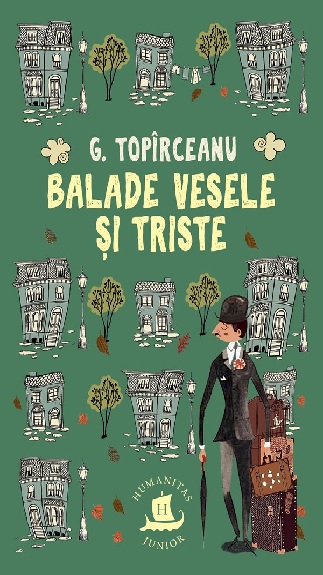 G. TOPÎRCEANU
BALADE VESELE
ȘI TRISTE
HUMANITAS
H
JUNIOR